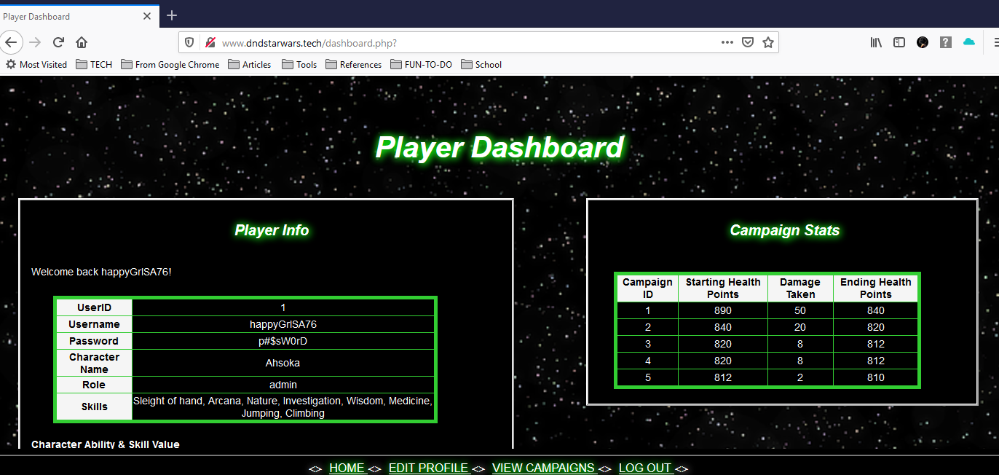 Player Dashboard
www.dndstarwars.tech/dashboard.php?
Most Visited TECH From Google Chrome Articles Tools References FUN-TO-DO School
Player Dashboard
Player Info
Welcome back happyGrlSA76!
UserID 1
Username happyGrlSA76
Password p#$sW0rD
Character
Name Ahsoka
Role admin
Skills Sleight of hand, Arcana, Nature, Investigation, Wisdom, Medicine,
Jumping, Climbing
Character Ability & Skill Value
Campaign Stats
Campaign ID Starting Health Points Damage Taken Ending Health Points
1 890 50 840
2 840 20 820
3 820 8 812
4 820 8 812
5 812 2 810
<> HOME <> EDIT PROFILE <> VIEW CAMPAIGNS <> LOG OUT <>